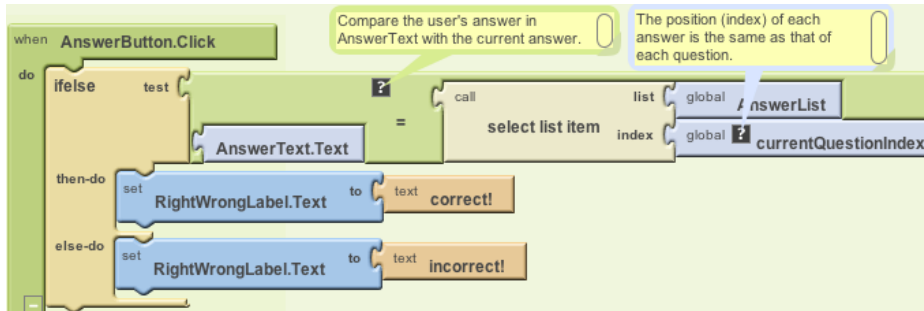 Compare the user's answer in
AnswerText with the current answer.
The position (index) of each
answer is the same as that of
each question.
when AnswerButton.Click
do
ifelse test
?
call list global AnswerList
= select list item
AnswerText.Text
index global ? currentQuestionIndex
then-do
set RightWrongLabel.Text to text correct!
else-do
set RightWrongLabel.Text to text incorrect!